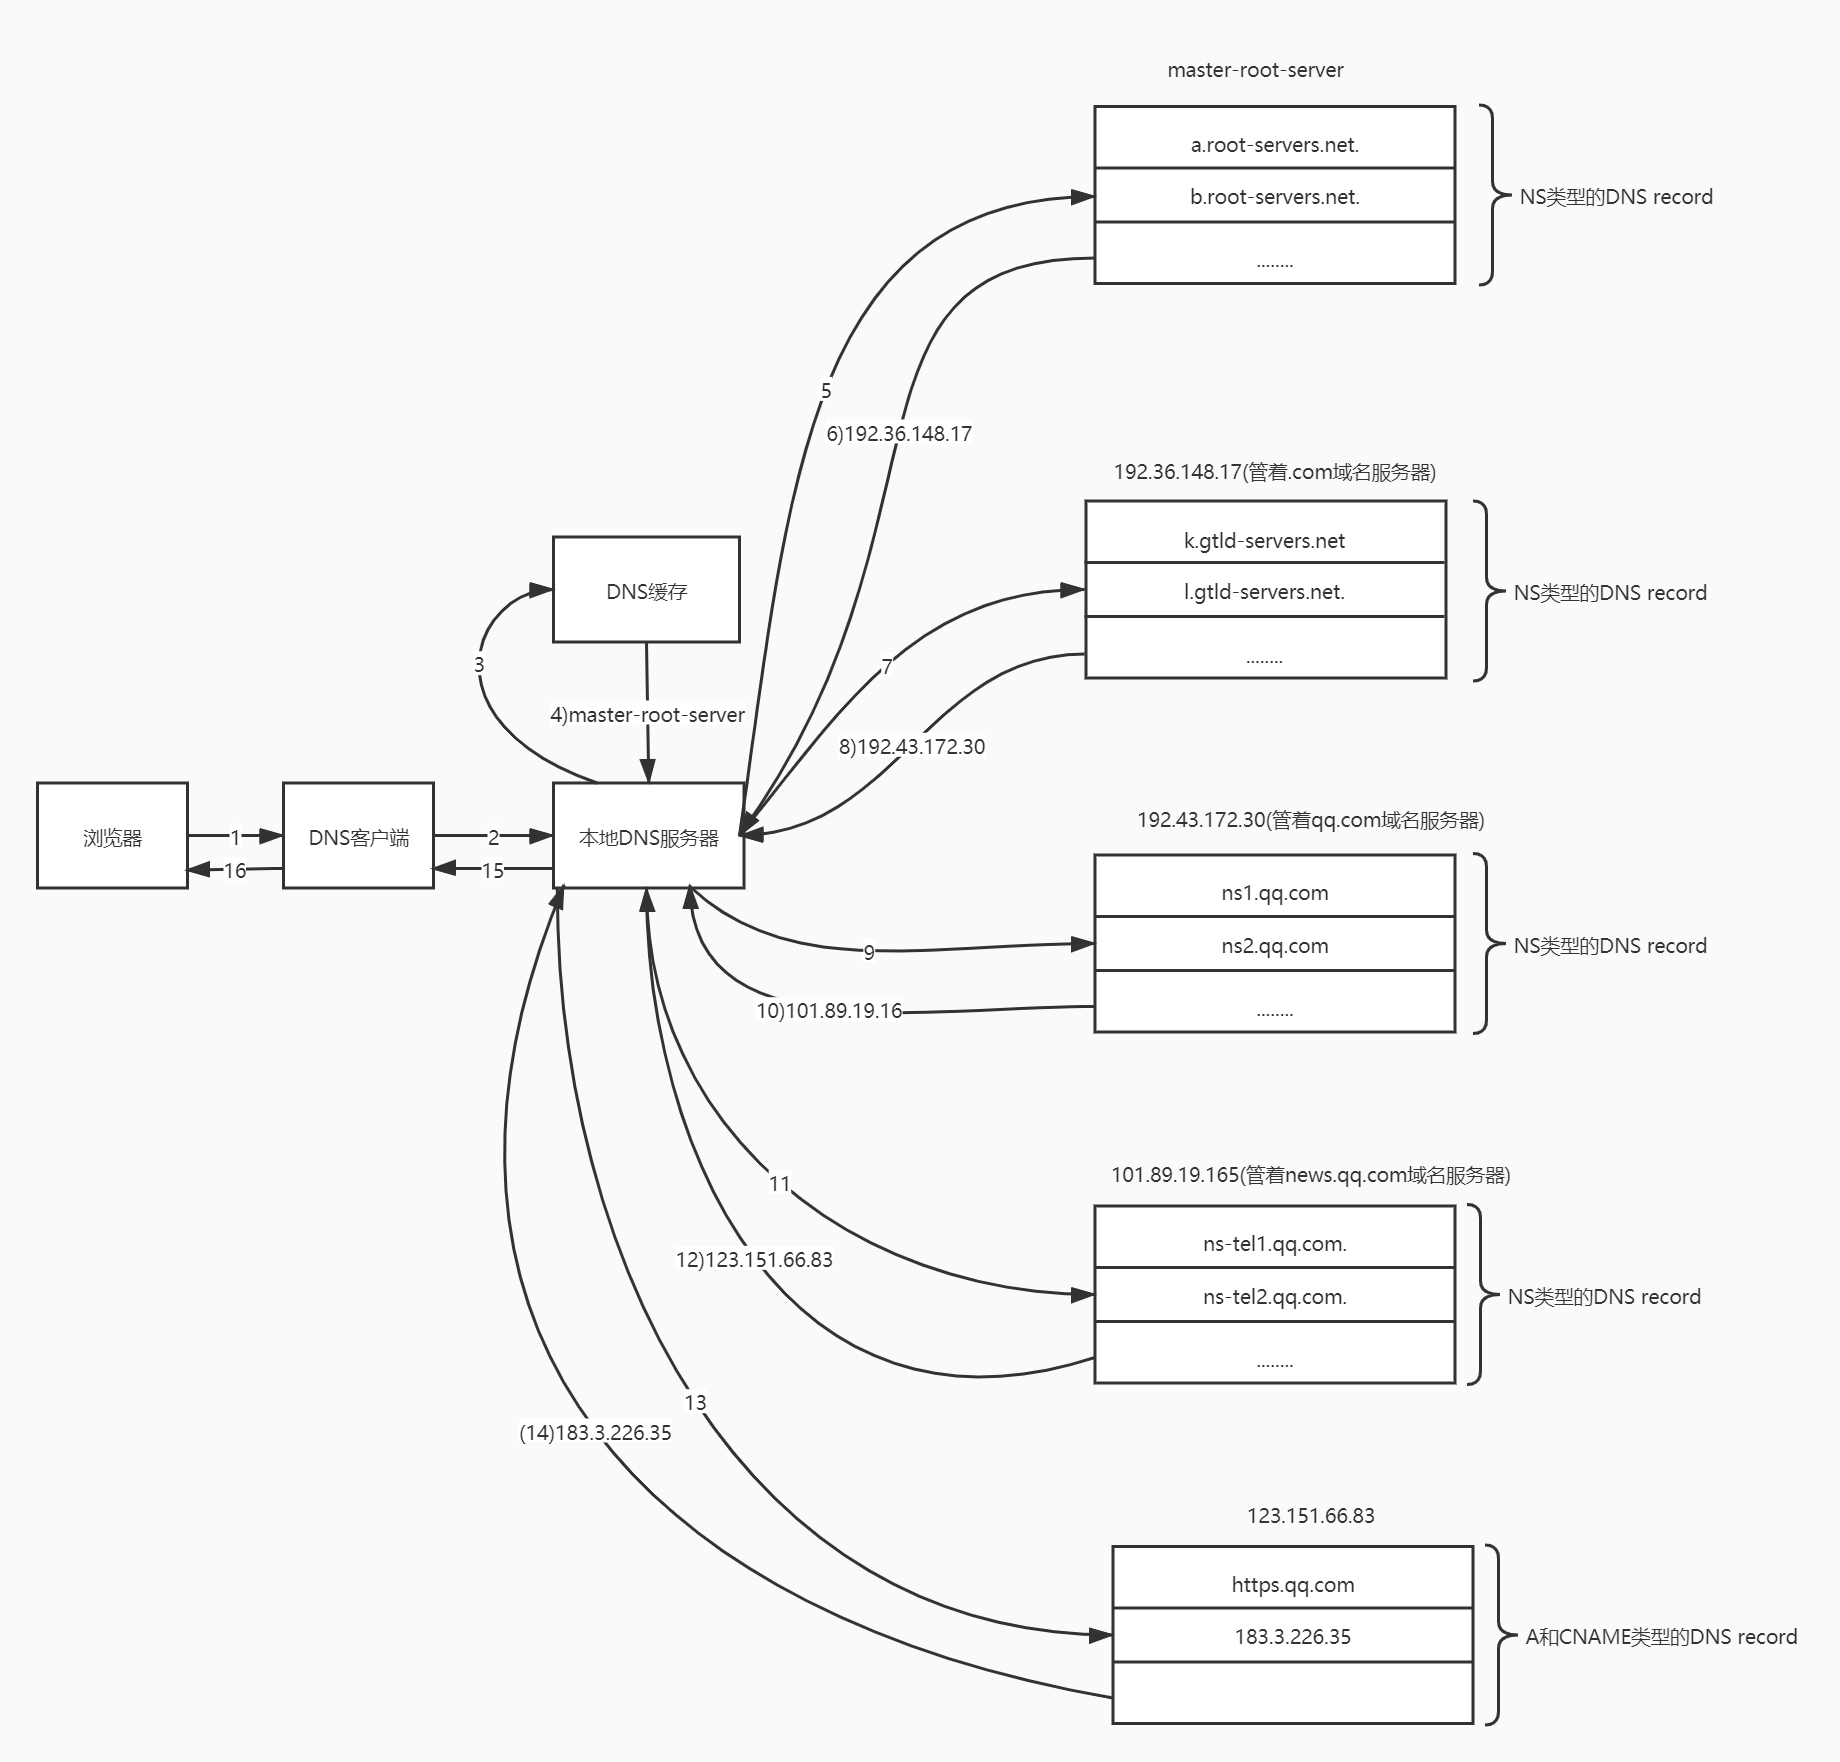 master-root-server
a.root-servers.net.
b.root-servers.net.
NS类型的DNS record
........
5
6)192.36.148.17
192.36.148.17(管着.com域名服务器)
k.gtld-servers.net
l.gtld-servers.net.
NS类型的DNS record
........
DNS缓存
3
7
4)master-root-server
8)192.43.172.30
浏览器
1
DNS客户端
2
本地DNS服务器
16
15
192.43.172.30(管着qq.com域名服务器)
ns1.qq.com
ns2.qq.com
NS类型的DNS record
........
9
10)101.89.19.16
101.89.19.165(管着news.qq.com域名服务器)
11
ns-tel1.qq.com.
12)123.151.66.83
ns-tel2.qq.com.
NS类型的DNS record
........
13
(14)183.3.226.35
123.151.66.83
https.qq.com
183.3.226.35
A和CNAME类型的DNS record